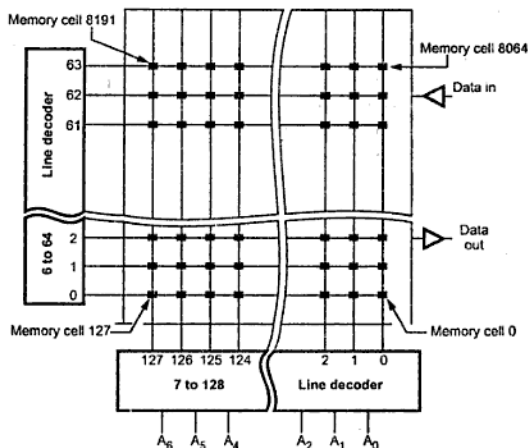 Memory cell 8191
Memory cell 8064
63
62
61
Data in
Line decoder
6 to 64
2
1
0
Data
out
Memory cell 127
Memory cell 0
127 126 125 124 2 1 0
7 to 128 Line decoder
A6 A5 A4 A2 A1 A0